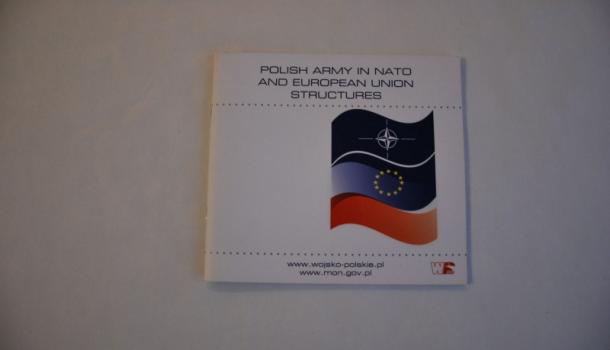 POLISH ARMY IN NATO
AND EUROPEAN UNION
STRUCTURES
www.wojsko-polskie.pl
www.mon.gov.pl